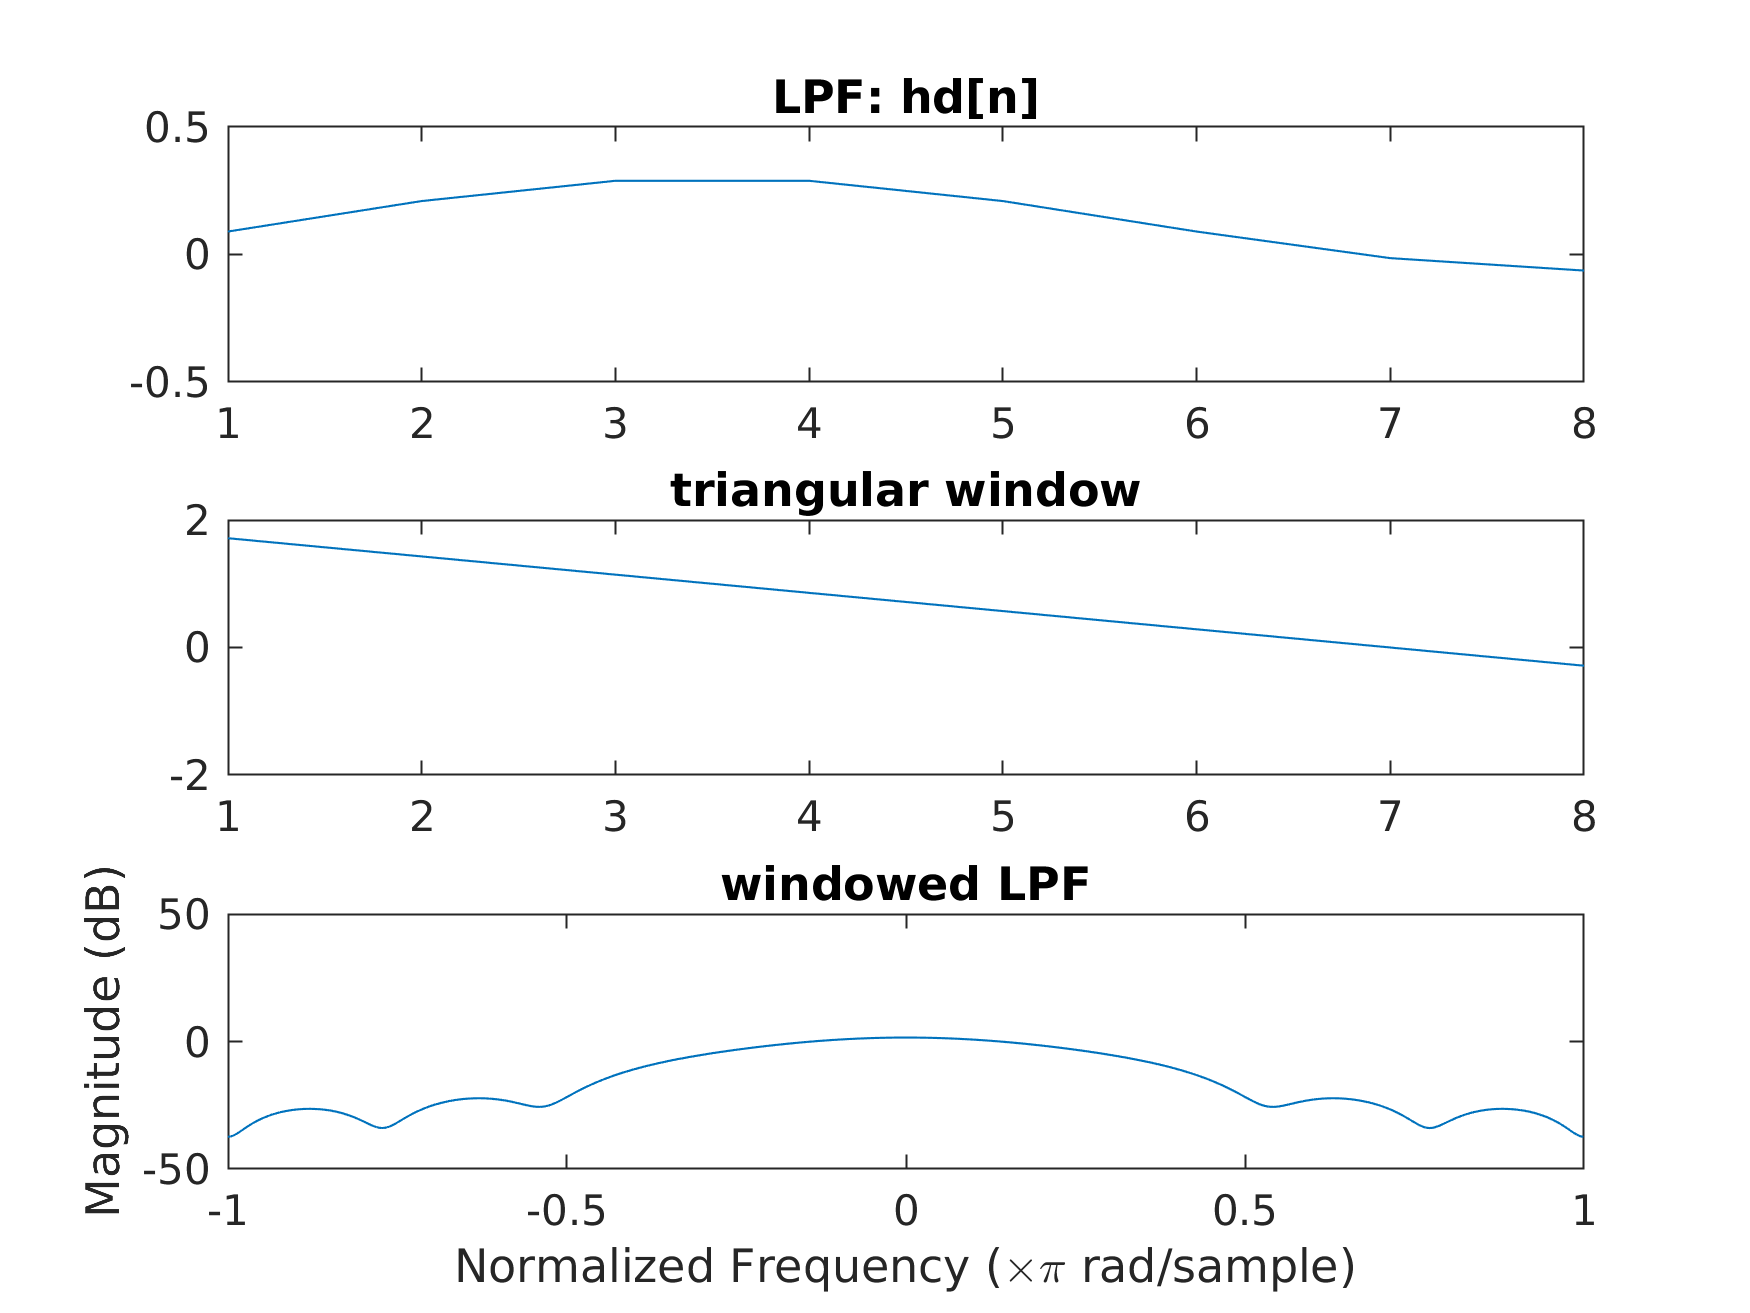 LPF: hd[n]
0.5
0
-0.5
1 2 3 4 5 6 7 8
triangular window
2
0
-2
1 2 3 4 5 6 7 8
windowed LPF
Magnitude (dB)
50
0
-50
-1 -0.5 0 0.5 1
Normalized Frequency (×π rad/sample)